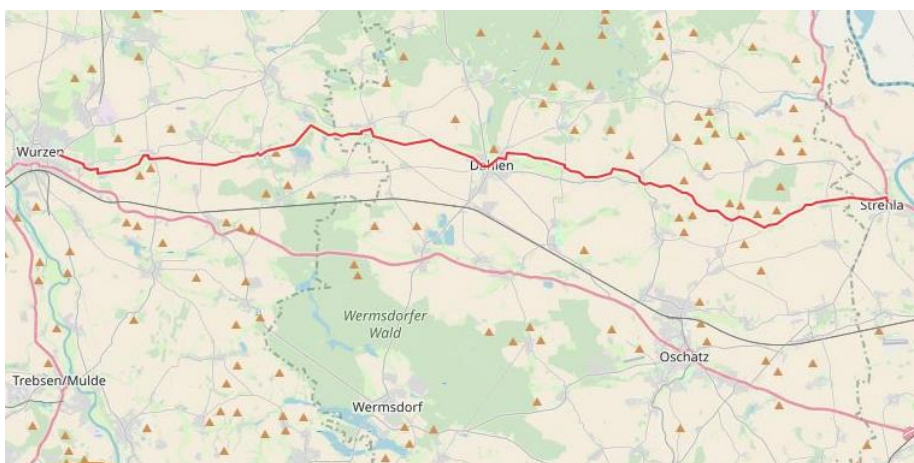 Wurzen
Dahlen
Strehla
Wermsdorfer
Wald
Oschatz
Trebsen/Mulde
Wermsdorf